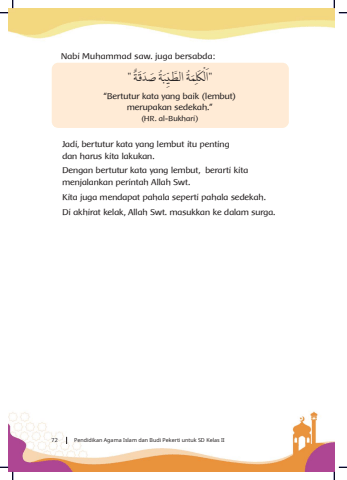 Nabi Muhammad saw. juga bersabda:
"اَلْكَلِمَةُ الطَّيِّبَةُ صَدَقَةٌ"
“Bertutur kata yang baik (lembut)
merupakan sedekah.”
(HR. al-Bukhari)
Jadi, bertutur kata yang lembut itu penting
dan harus kita lakukan.
Dengan bertutur kata yang lembut, berarti kita
menjalankan perintah Allah Swt.
Kita juga mendapat pahala seperti pahala sedekah.
Di akhirat kelak, Allah Swt. masukkan ke dalam surga.
72 | Pendidikan Agama Islam dan Budi Pekerti untuk SD Kelas II